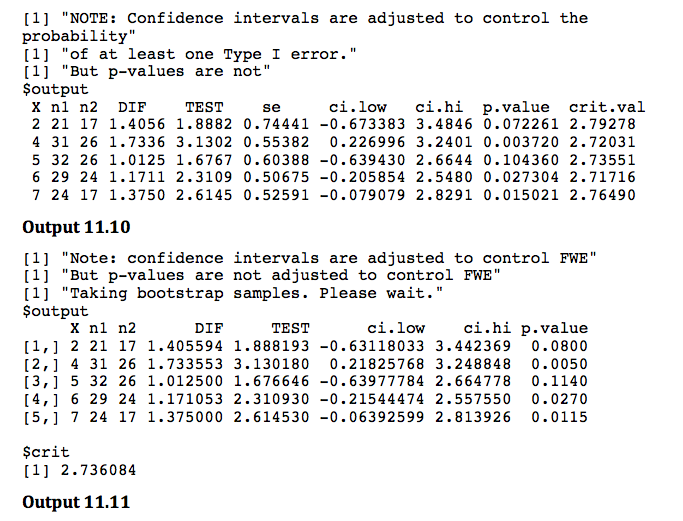 [1] "NOTE: Confidence intervals are adjusted to control the
probability"
[1] "of at least one Type I error."
[1] "But p-values are not"
$output
X n1 n2 DIF TEST se ci.low ci.hi p.value crit.val
2 21 17 1.4056 1.8882 0.74441 -0.673383 3.4846 0.072261 2.79278
4 31 26 1.7336 3.1302 0.55382 0.226996 3.2401 0.003720 2.72031
5 32 26 1.0125 1.6767 0.60388 -0.639430 2.6644 0.104360 2.73551
6 29 24 1.1711 2.3109 0.50675 -0.205854 2.5480 0.027304 2.71716
7 24 17 1.3750 2.6145 0.52591 -0.079079 2.8291 0.015021 2.76490
Output 11.10
[1] "Note: confidence intervals are adjusted to control FWE"
[1] "But p-values are not adjusted to control FWE"
[1] "Taking bootstrap samples. Please wait."
$output
X n1 n2 DIF TEST ci.low ci.hi p.value
[1,] 2 21 17 1.405594 1.888193 -0.63118033 3.442369 0.0800
[2,] 4 31 26 1.733553 3.130180 0.21825768 3.248848 0.0050
[3,] 5 32 26 1.012500 1.676646 -0.63977784 2.664778 0.1140
[4,] 6 29 24 1.171053 2.310930 -0.21544474 2.557550 0.0270
[5,] 7 24 17 1.375000 2.614530 -0.06392599 2.813926 0.0115
$crit
[1] 2.736084
Output 11.11